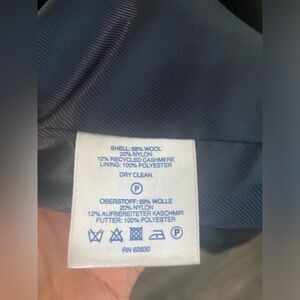 SHELL: 68% WOOL
20% NYLON
12% RECYCLED CASHMERE
LINING: 100% POLYESTER
DRY CLEAN.
P
OBERSTOFF: 68% WOLLE
20% NYLON
12% AUFBEREITETER KASCHMIR
FUTTER: 100% POLYESTER
P
RN 62830